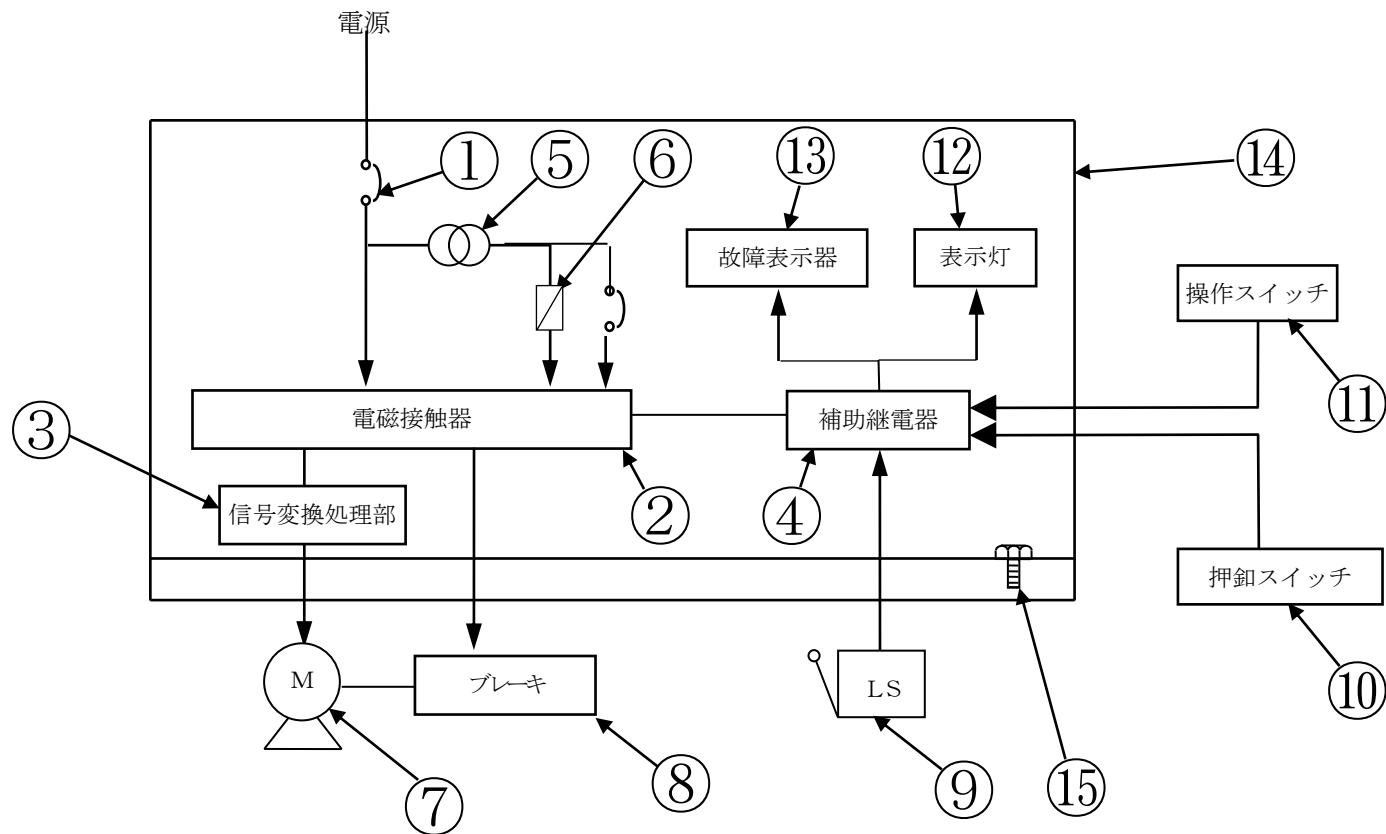 電源
①
⑤
⑥
⑬
⑫
⑭
故障表示器
表示灯
操作スイッチ
⑪
電磁接触器
補助継電器
③
信号変換処理部
②
④
押釦スイッチ
⑩
M
ブレーキ
LS
⑦
⑧
⑨
⑮